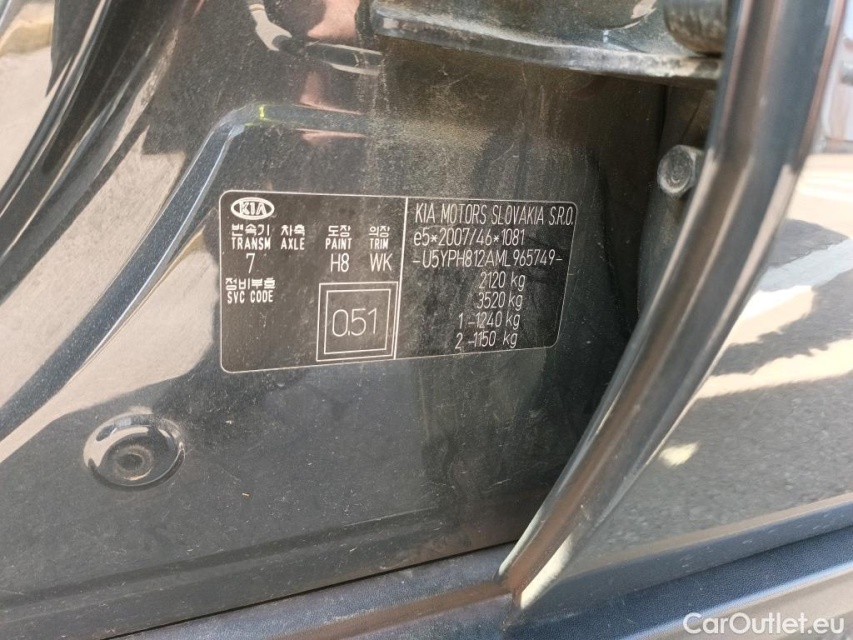 KIA
변속기 차축 도장 의장
TRANSM AXLE PAINT TRIM
7 H8 WK
정비부호
SVC CODE
0.51
KIA MOTORS SLOVAKIA S.R.O.
e5*2007/46*1081
-U5YPH812AML965749-
2120 kg
3520 kg
1 -1240 kg
2 -1150 kg
CarOutlet.eu